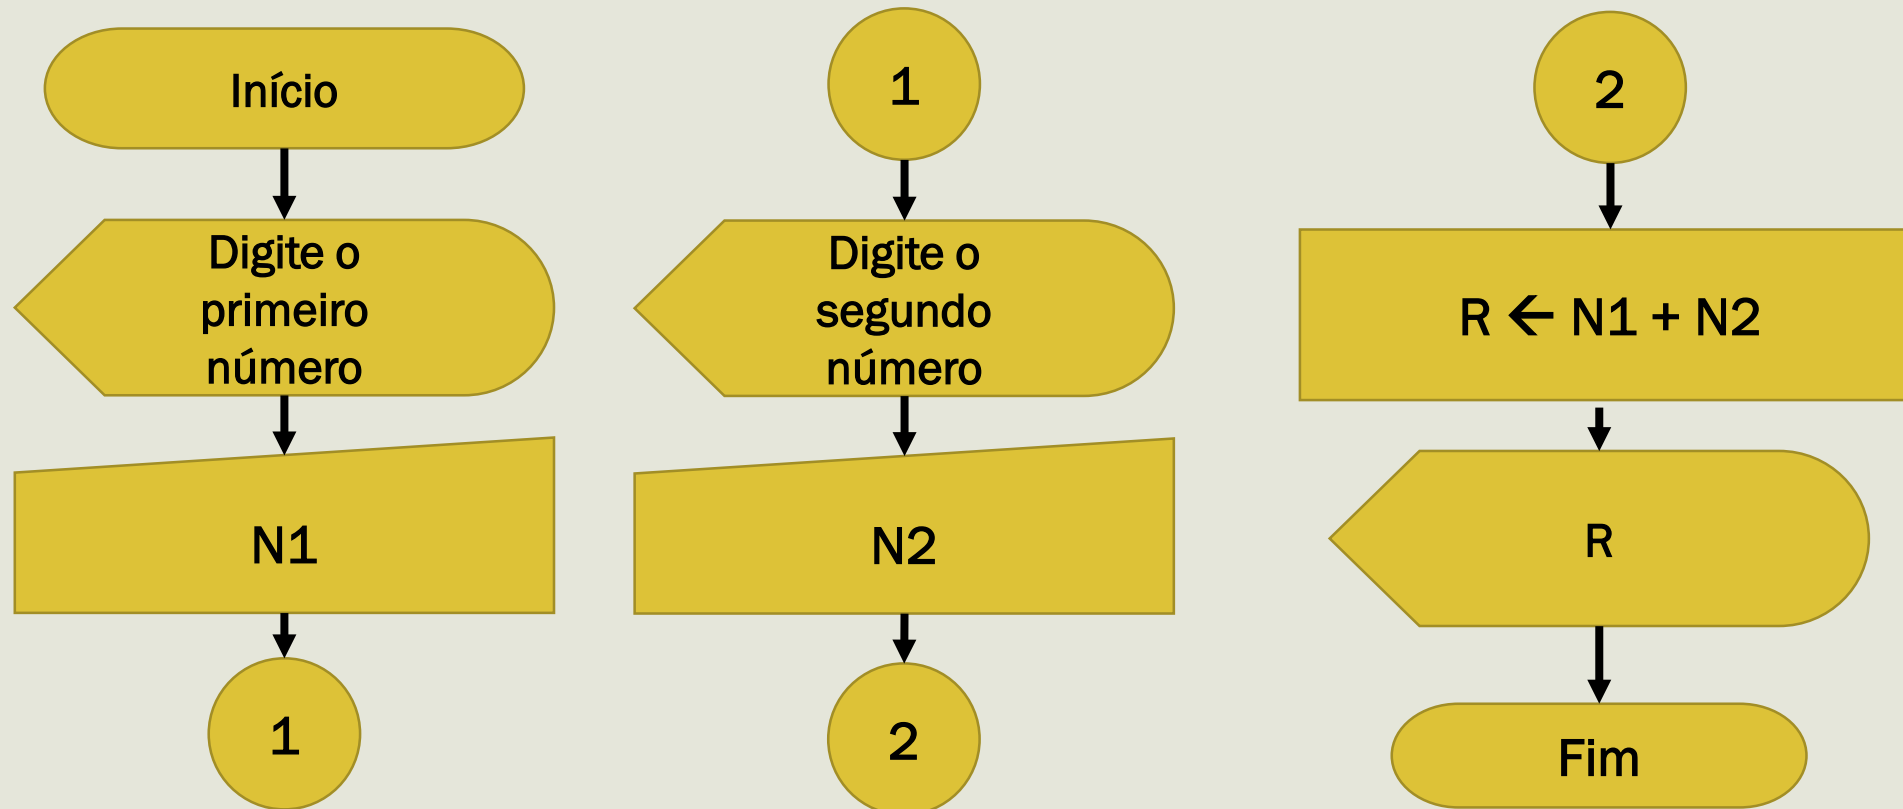 Início
Digite o
primeiro
número
N1
1
1
Digite o
segundo
número
N2
2
2
R ← N1 + N2
R
Fim